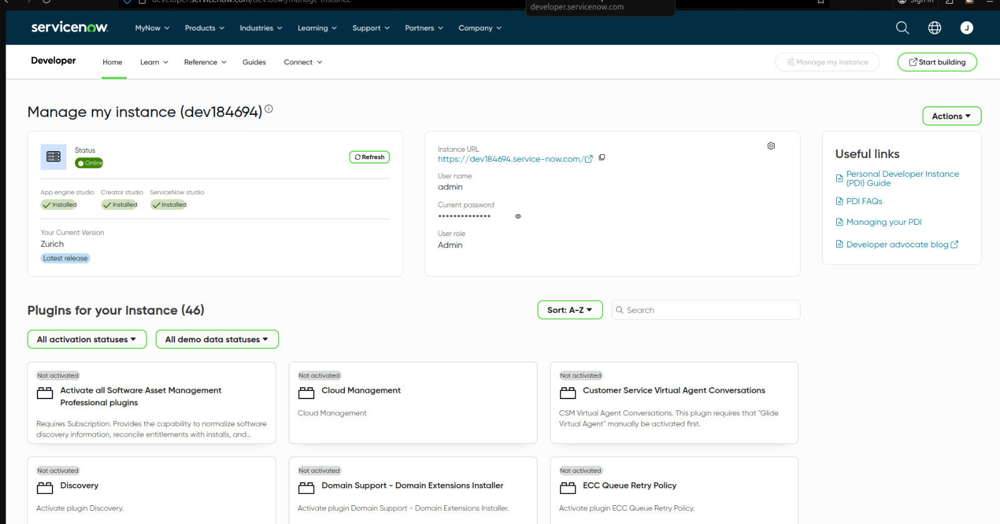 developer.servicenow.com/dev.do#!/manage-instance
developer.servicenow.com
Sign in
servicenow
MyNow
Products
Industries
Learning
Support
Partners
Company
J
Developer
Home
Learn
Reference
Guides
Connect
Manage my instance
Start building
Manage my instance (dev184694)
Actions
Status
Online
Refresh
App engine studio
Creator studio
ServiceNow studio
Installed
Installed
Installed
Your Current Version
Zurich
Latest release
Instance URL
https://dev184694.service-now.com/
User name
admin
Current password
**************
User role
Admin
Useful links
Personal Developer Instance
(PDI) Guide
PDI FAQs
Managing your PDI
Developer advocate blog
Plugins for your instance (46)
Sort: A-Z
Search
All activation statuses
All demo data statuses
Not activated
Activate all Software Asset Management
Professional plugins
Requires Subscription. Provides the capability to normalize software
discovery information, reconcile entitlements with installs, and...
Not activated
Cloud Management
Cloud Management
Not activated
Customer Service Virtual Agent Conversations
CSM Virtual Agent Conversations. This plugin requires that "Glide
Virtual Agent" manually be activated first.
Not activated
Discovery
Activate plugin Discovery.
Not activated
Domain Support - Domain Extensions Installer
Activate plugin Domain Support - Domain Extensions Installer.
Not activated
ECC Queue Retry Policy
Activate plugin ECC Queue Retry Policy.